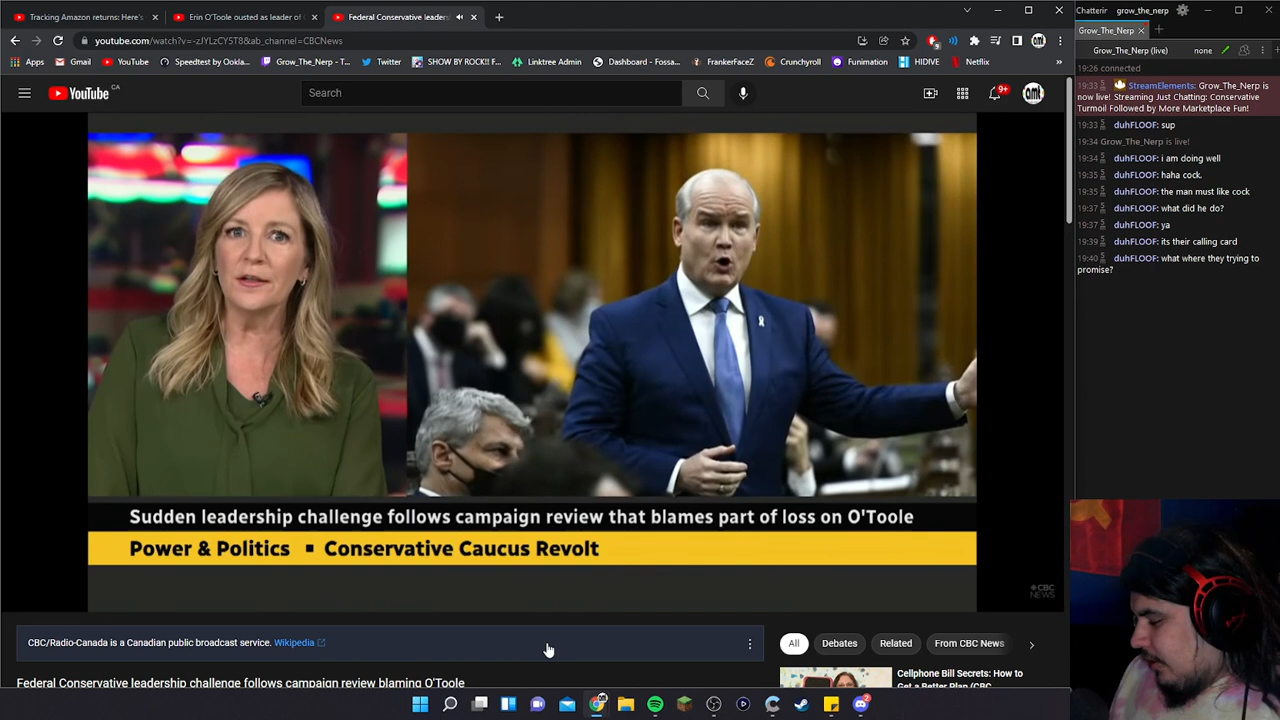 Tracking Amazon returns: Here's
Erin O'Toole ousted as leader of
Federal Conservative leaders
youtube.com/watch?v=-zJYLzCY5T8&ab_channel=CBCNews
Apps
Gmail
YouTube
Speedtest by Ookla...
Grow_The_Nerp - T...
Twitter
SHOW BY ROCK!! F...
Linktree Admin
Dashboard - Fossa...
FrankerFaceZ
Crunchyroll
Funimation
HIDIVE
Netflix
YouTube CA
Search
9+
amk
Sudden leadership challenge follows campaign review that blames part of loss on O'Toole
Power & Politics ▪ Conservative Caucus Revolt
CBC NEWS
CBC/Radio-Canada is a Canadian public broadcast service. Wikipedia
All
Debates
Related
From CBC News
Federal Conservative leadership challenge follows campaign review blaming O'Toole
Cellphone Bill Secrets: How to
Get a Better Plan (CBC
Chatterir
grow_the_nerp
Grow_The_Nerp
Grow_The_Nerp (live)
none
19:26 connected
19:33 StreamElements: Grow_The_Nerp is
now live! Streaming Just Chatting: Conservative
Turmoil Followed by More Marketplace Fun!
19:33 duhFLOOF: sup
19:34 Grow_The_Nerp is live!
19:34 duhFLOOF: i am doing well
19:35 duhFLOOF: haha cock.
19:35 duhFLOOF: the man must like cock
19:37 duhFLOOF: what did he do?
19:37 duhFLOOF: ya
19:39 duhFLOOF: its their calling card
19:40 duhFLOOF: what where they trying to
promise?